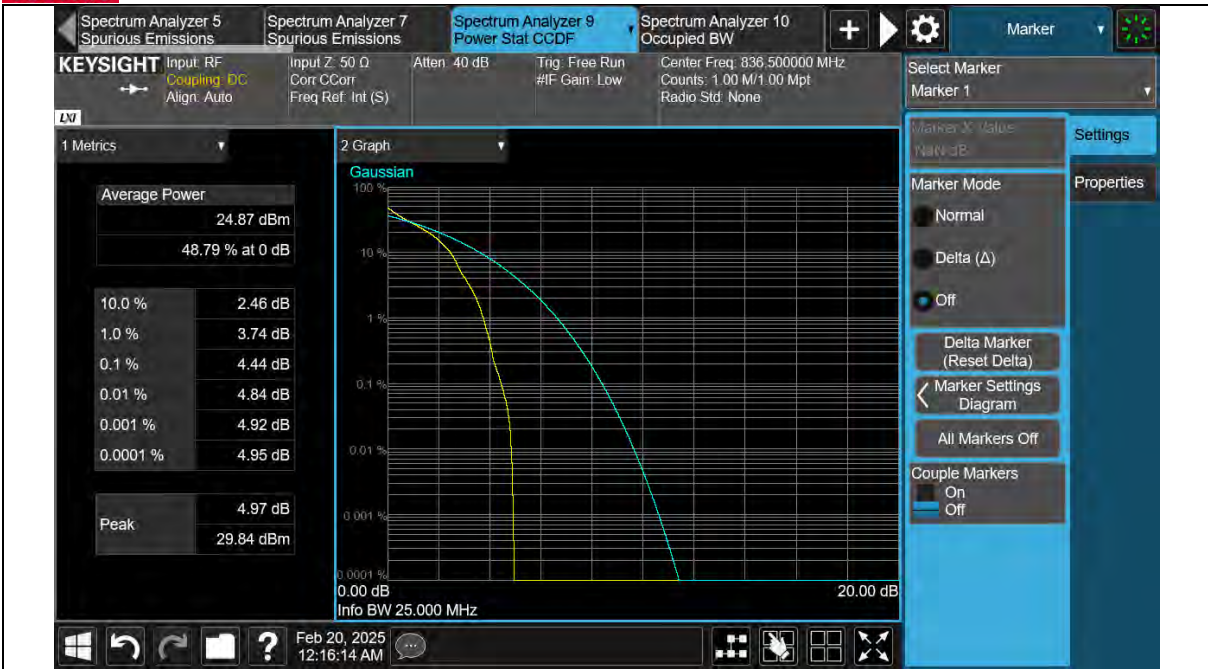 Spectrum Analyzer 5
Spurious Emissions
Spectrum Analyzer 7
Spurious Emissions
Spectrum Analyzer 9
Power Stat CCDF
Spectrum Analyzer 10
Occupied BW
Marker
KEYSIGHT
Input: RF
Coupling: DC
Align: Auto
Input Z: 50 Ω
Corr CCorr
Freq Ref: Int (S)
Atten: 40 dB
Trig: Free Run
#IF Gain: Low
Center Freq: 836.500000 MHz
Counts: 1.00 M/1.00 Mpt
Radio Std: None
LXI
Select Marker
Marker 1
1 Metrics
Average Power
24.87 dBm
48.79 % at 0 dB
10.0 % 2.46 dB
1.0 % 3.74 dB
0.1 % 4.44 dB
0.01 % 4.84 dB
0.001 % 4.92 dB
0.0001 % 4.95 dB
Peak
4.97 dB
29.84 dBm
2 Graph
Gaussian
100 %
10 %
1 %
0.1 %
0.01 %
0.001 %
0.0001 %
0.00 dB
20.00 dB
Info BW 25.000 MHz
Marker X Value
NaN dB
Settings
Properties
Marker Mode
Normal
Delta (Δ)
Off
Delta Marker
(Reset Delta)
Marker Settings
Diagram
All Markers Off
Couple Markers
On
Off
?
Feb 20, 2025
12:16:14 AM